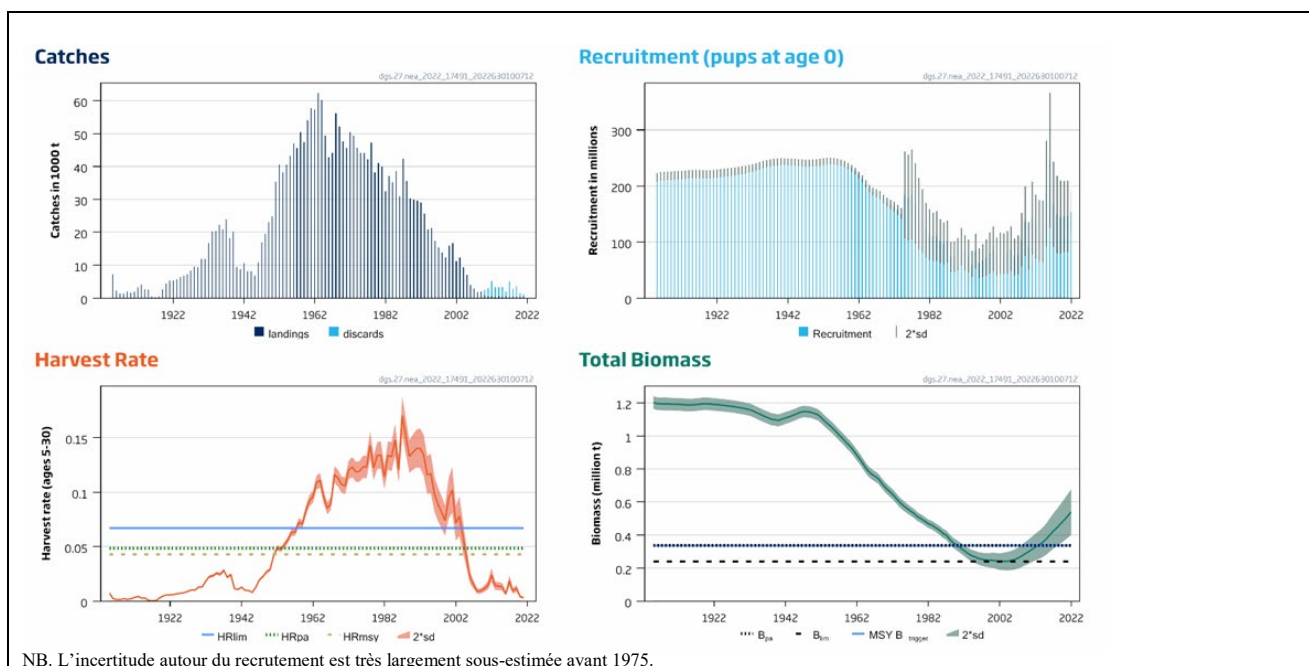 Catches
dgs.27.nea_2022_17491_2022630100712
Catches in 1000 t
60
50
40
30
20
10
0
1922 1942 1962 1982 2002 2022
landings discards
Recruitment (pups at age 0)
dgs.27.nea_2022_17491_2022630100712
Recruitment in millions
300
200
100
0
1922 1942 1962 1982 2002 2022
Recruitment 2*sd
Harvest Rate
dgs.27.nea_2022_17491_2022630100712
Harvest rate (ages 5-30)
0.15
0.1
0.05
0
1922 1942 1962 1982 2002 2022
HRlim HRpa HRmsy 2*sd
Total Biomass
dgs.27.nea_2022_17491_2022630100712
Biomass (million t)
1.2
1
0.8
0.6
0.4
0.2
0
1922 1942 1962 1982 2002 2022
Bpa Blim MSY B trigger 2*sd
NB. L'incertitude autour du recrutement est très largement sous-estimée avant 1975.